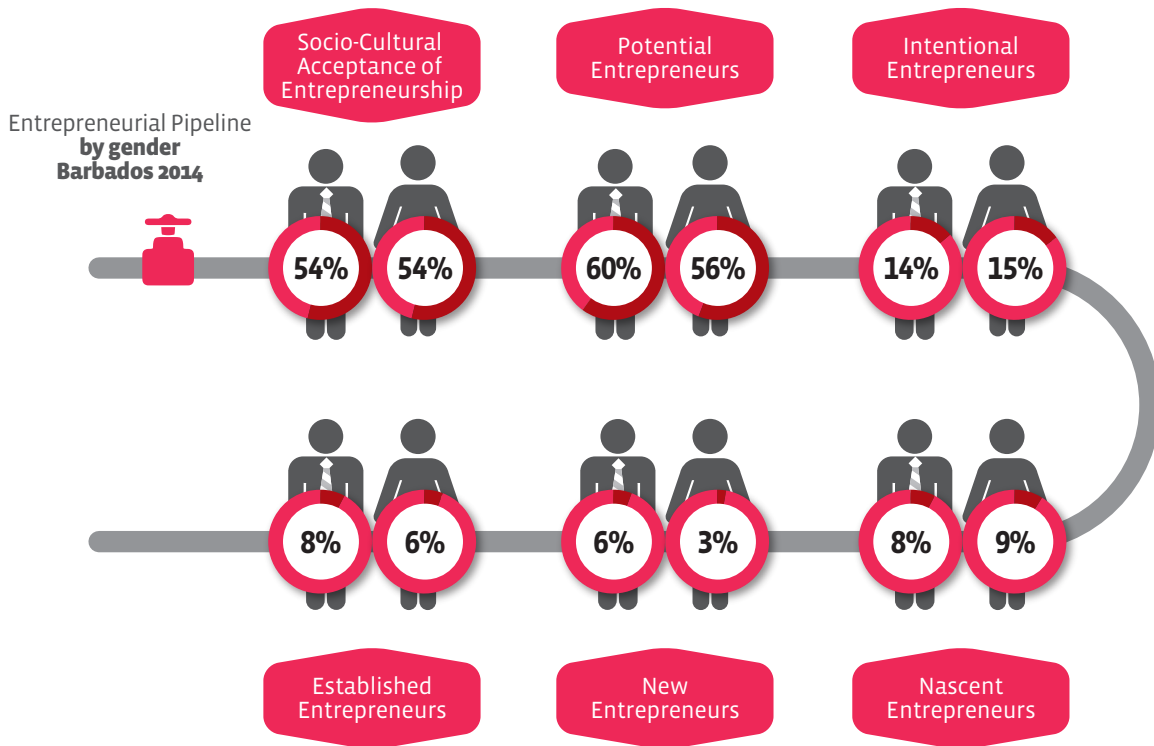 Socio-Cultural
Acceptance of
Entrepreneurship
Potential
Entrepreneurs
Intentional
Entrepreneurs
Entrepreneurial Pipeline
by gender
Barbados 2014
54%
54%
60%
56%
14%
15%
8%
6%
6%
3%
8%
9%
Established
Entrepreneurs
New
Entrepreneurs
Nascent
Entrepreneurs